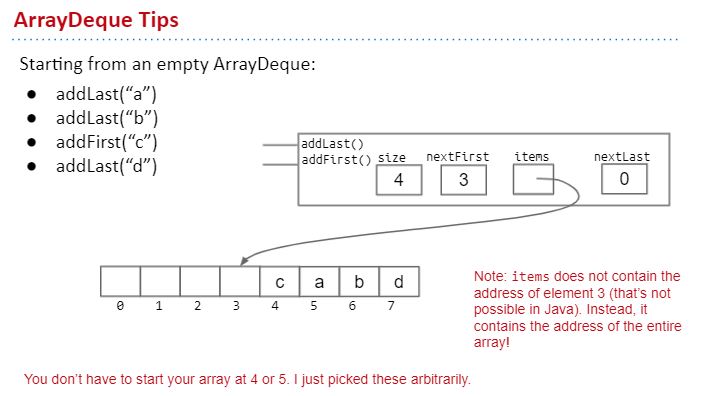 ArrayDeque Tips
Starting from an empty ArrayDeque:
● addLast(“a”)
● addLast(“b”)
● addFirst(“c”)
● addLast(“d”)
addLast()
addFirst() size nextFirst items nextLast
4 3 0
c a b d
0 1 2 3 4 5 6 7
Note: items does not contain the
address of element 3 (that’s not
possible in Java). Instead, it
contains the address of the entire
array!
You don’t have to start your array at 4 or 5. I just picked these arbitrarily.